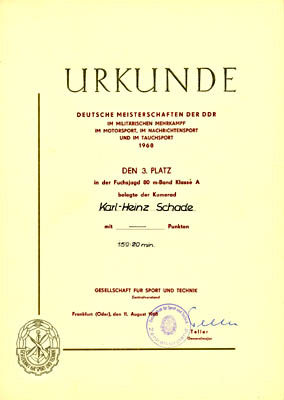 URKUNDE
DEUTSCHE MEISTERSCHAFTEN DER DDR
IM MILITÄRISCHEN MEHRKAMPF
IM MOTORSPORT, IM NACHRICHTENSPORT
UND IM TAUCHSPORT
1968
DEN 3. PLATZ
in der Fuchsjagd 80 m-Band Klasse A
belegte der Kamerad
Karl-Heinz Schade
mit Punkten
159:20 min.
GESELLSCHAFT FÜR SPORT UND TECHNIK
Zentralvorstand
Frankfurt (Oder), den 11. August 1968
Teller
Generalmajor